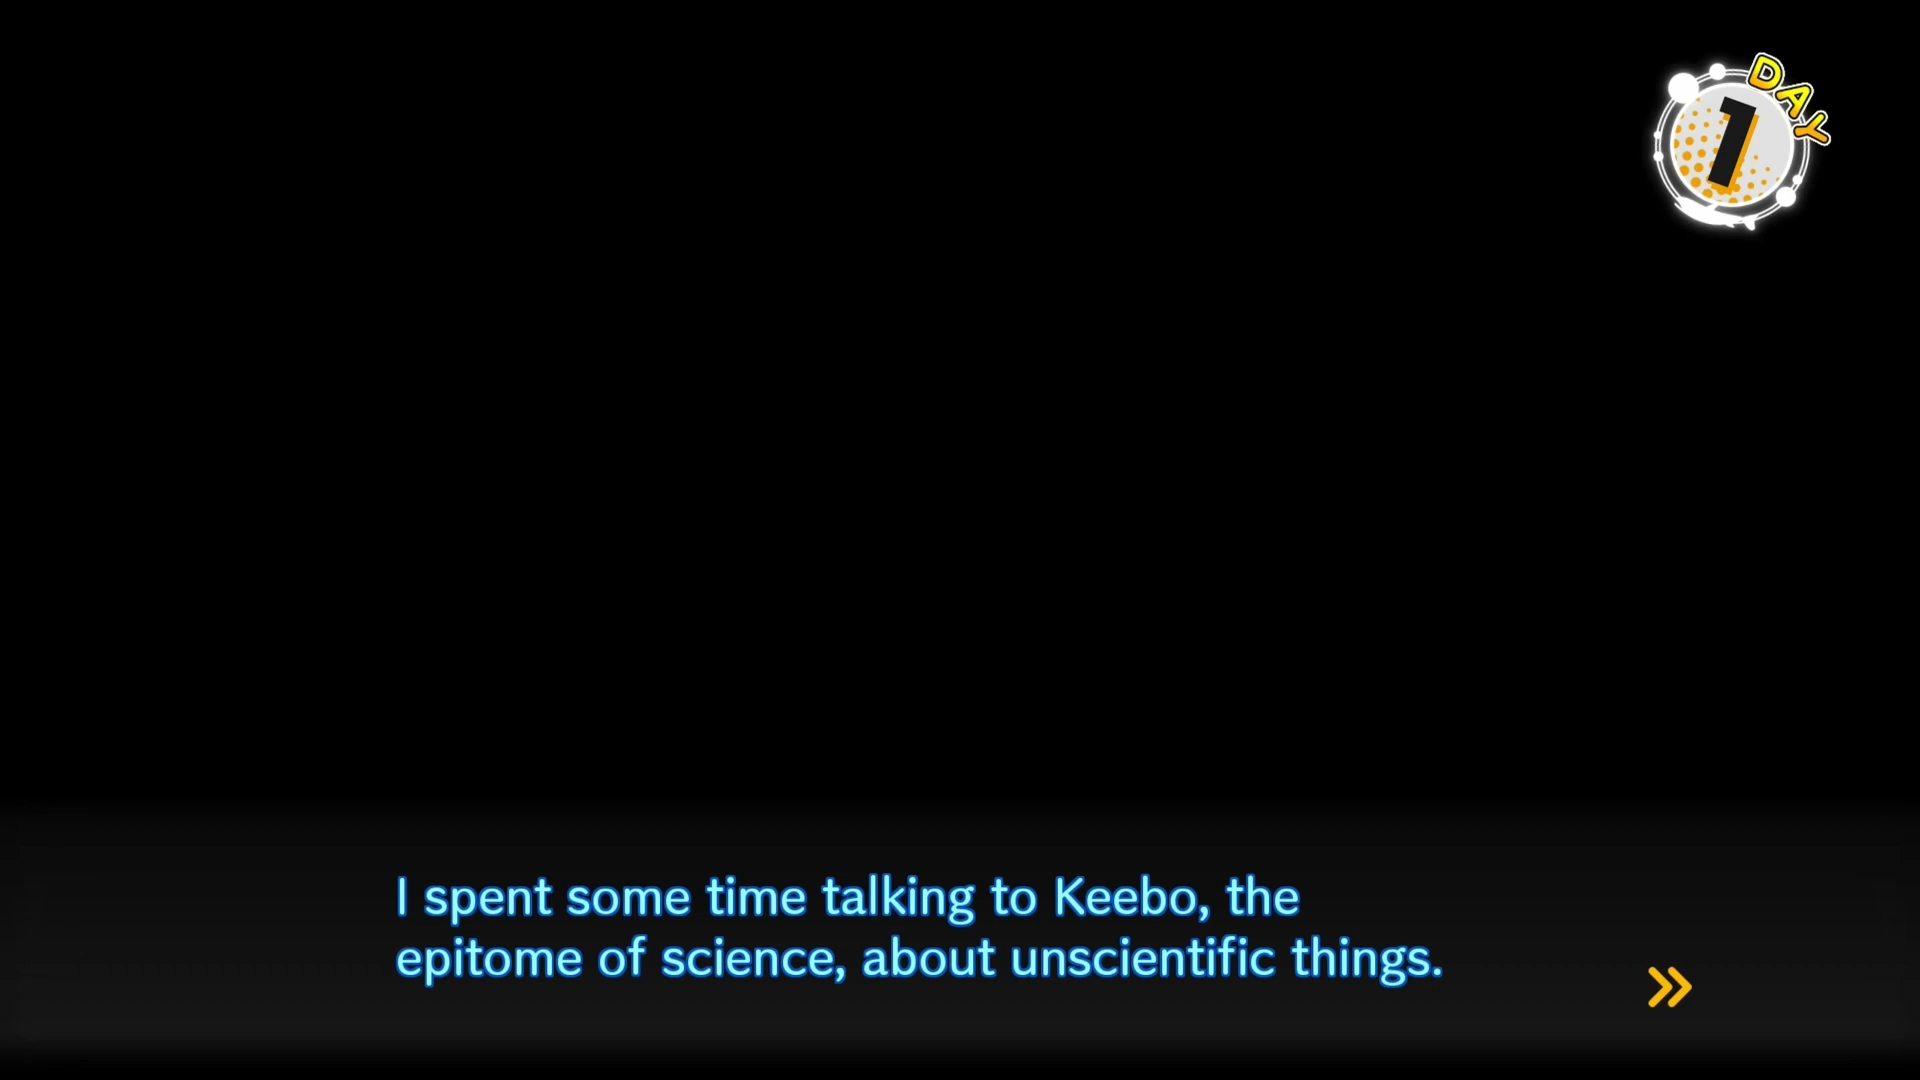 DAY
1
I spent some time talking to Keebo, the
epitome of science, about unscientific things.